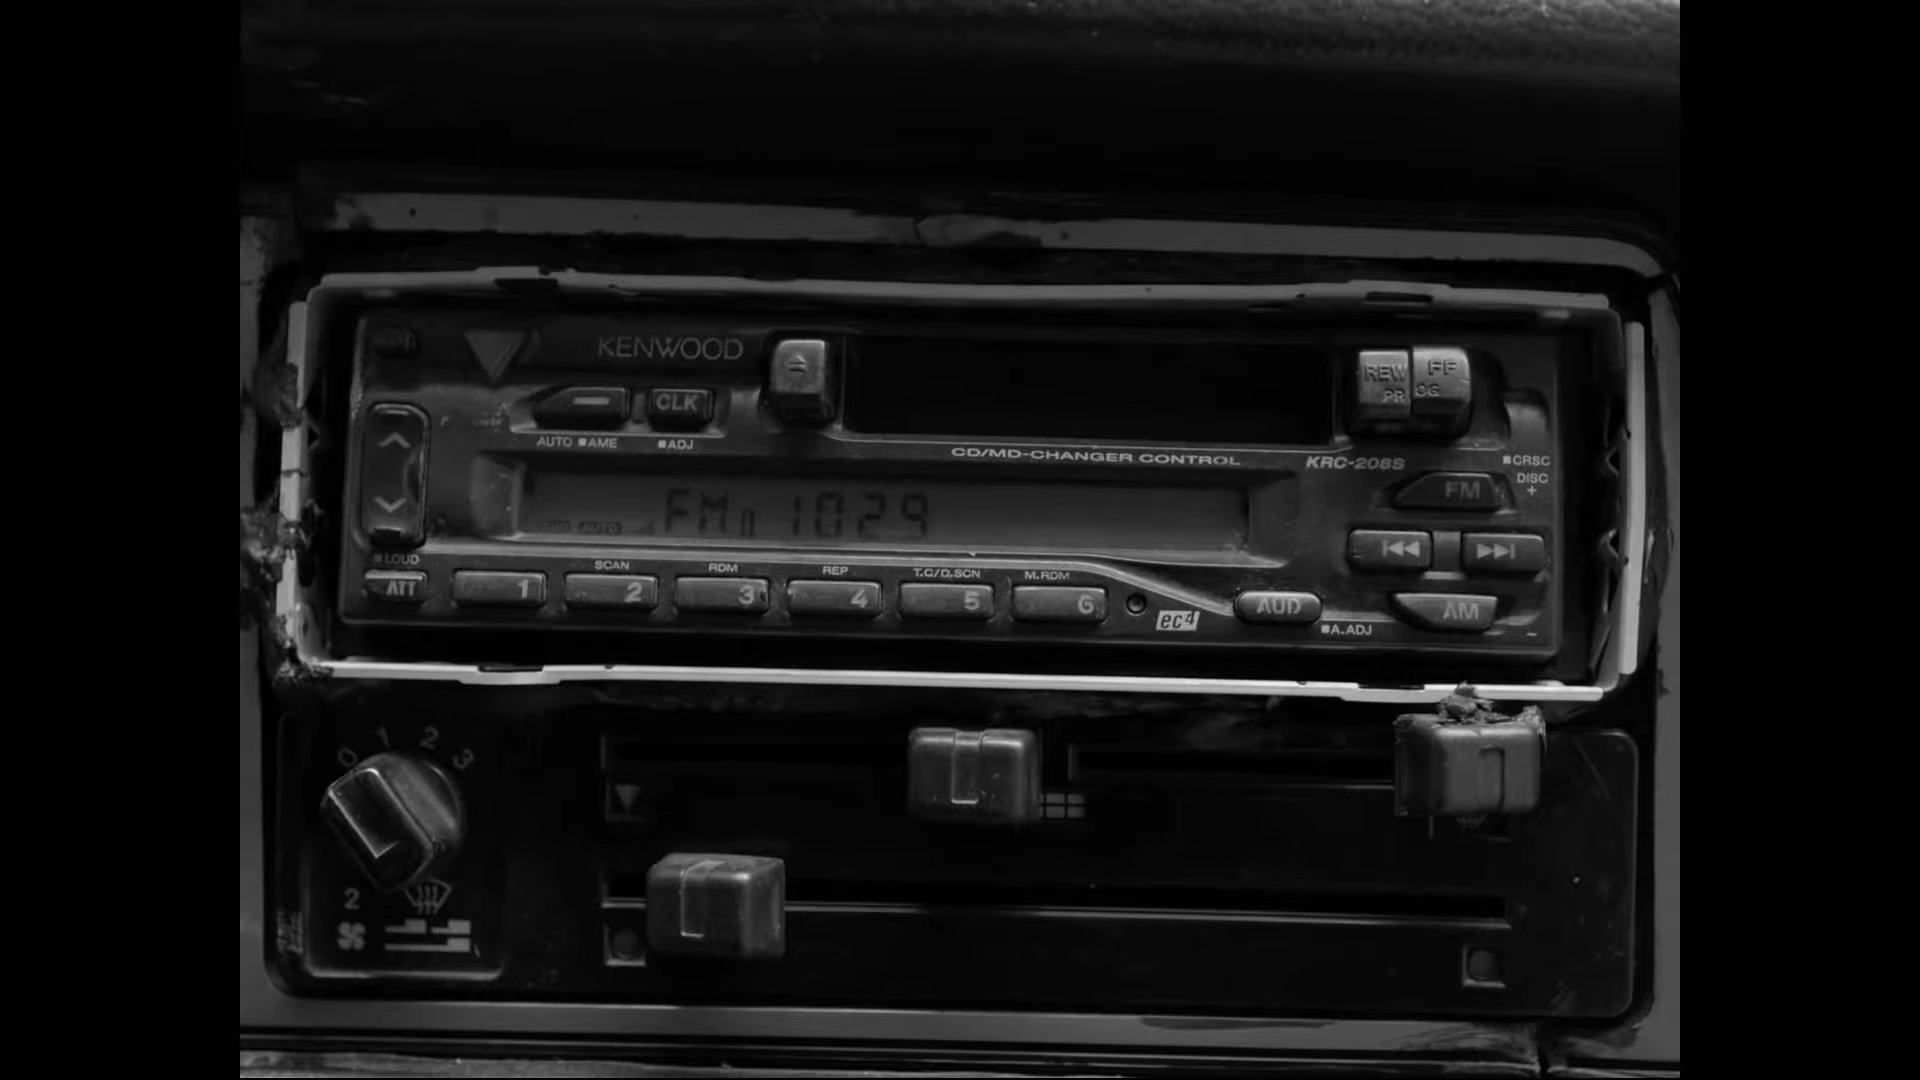 KENWOOD
REW FF
PROG
CLK
AUTO ■AME ■ADJ
CD/MD-CHANGER CONTROL KRC-208S
■CRSC
DISC
+
FM
AUTO FM II 102.9
■LOUD
SCAN RDM REP T.C/D.SCN M.RDM
ATT 1 2 3 4 5 6 AUD AM
ec4
■A.ADJ
0 1 2 3
2